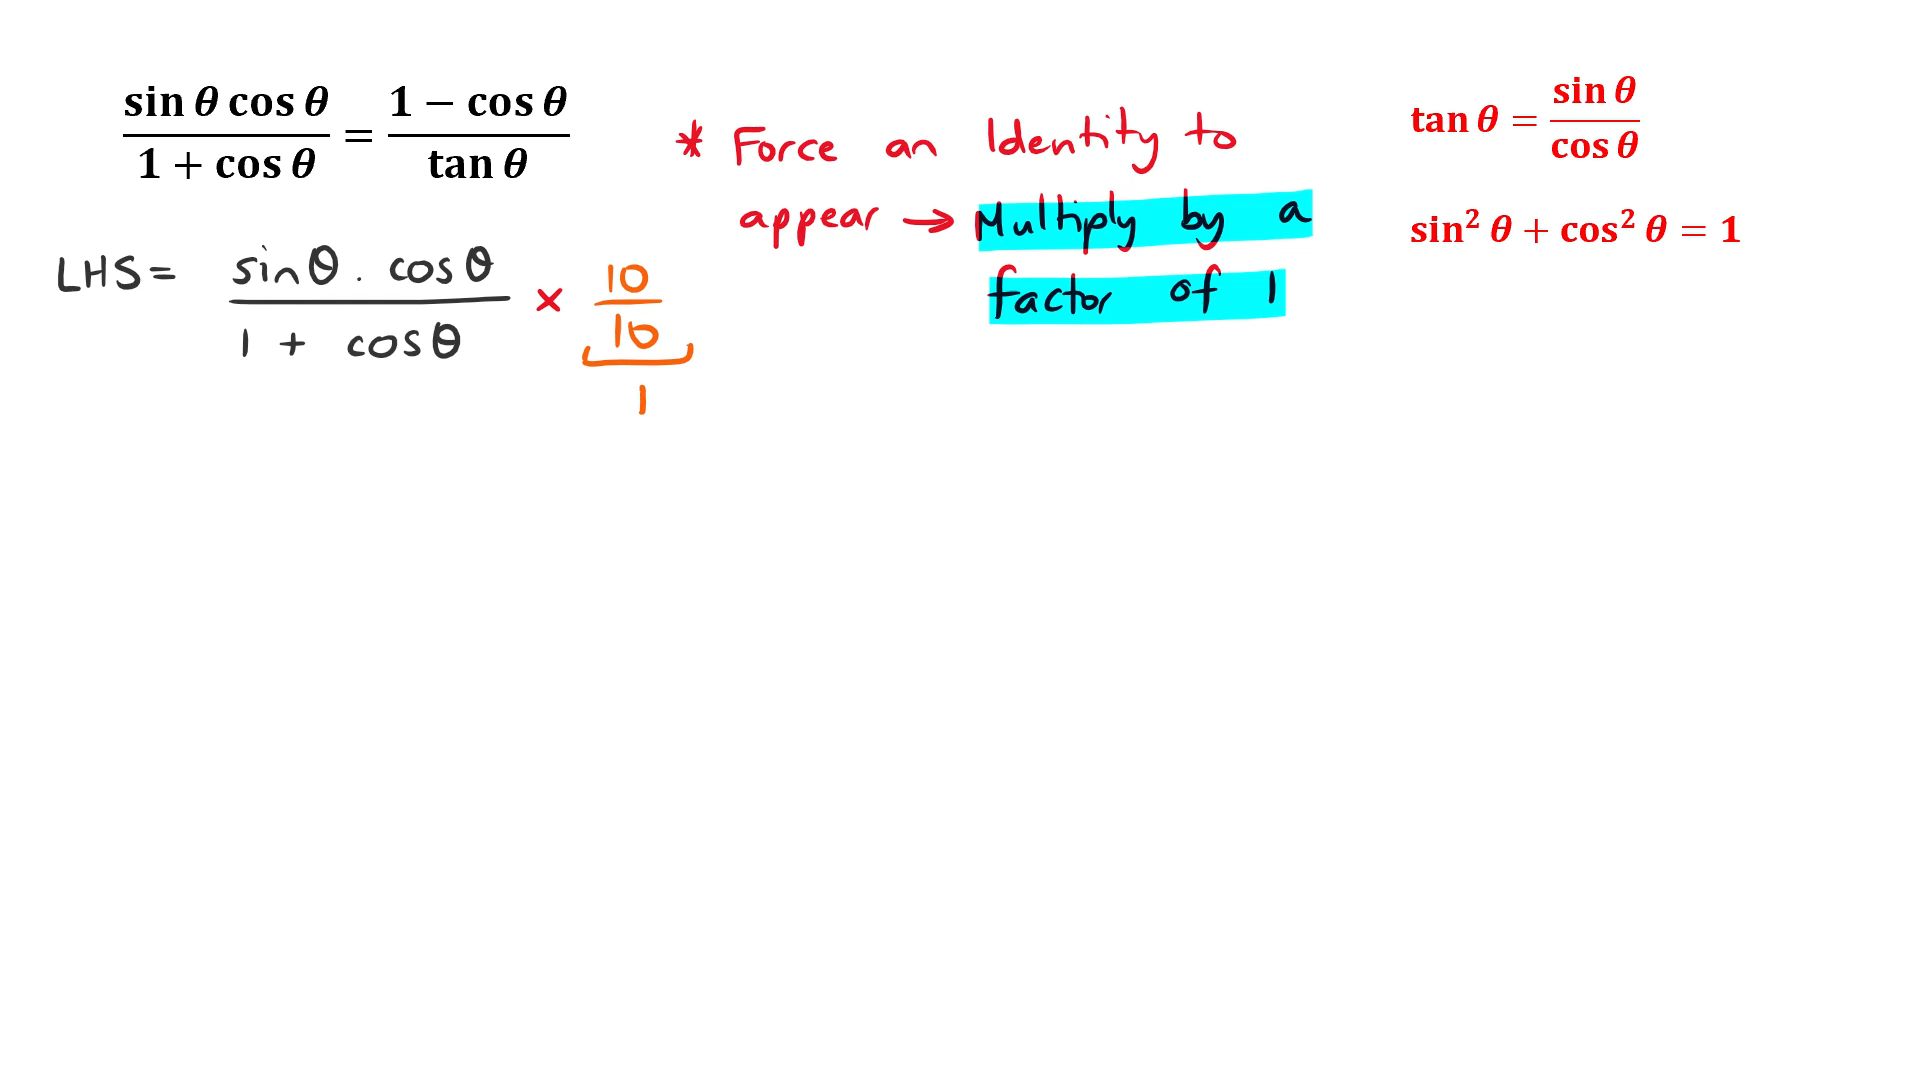 sin θ cos θ / 1 + cos θ = 1 − cos θ / tan θ
* Force an Identity to
appear → Multiply by a
factor of 1
tan θ = sin θ / cos θ
sin² θ + cos² θ = 1
LHS = sinθ . cosθ / 1 + cosθ × 10 / 10
1